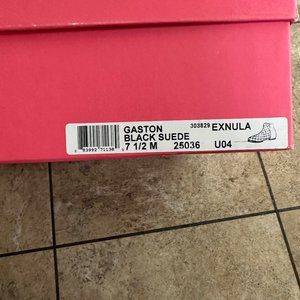 GASTON 303829 EXNULA
BLACK SUEDE
7 1/2 M 25036 U04